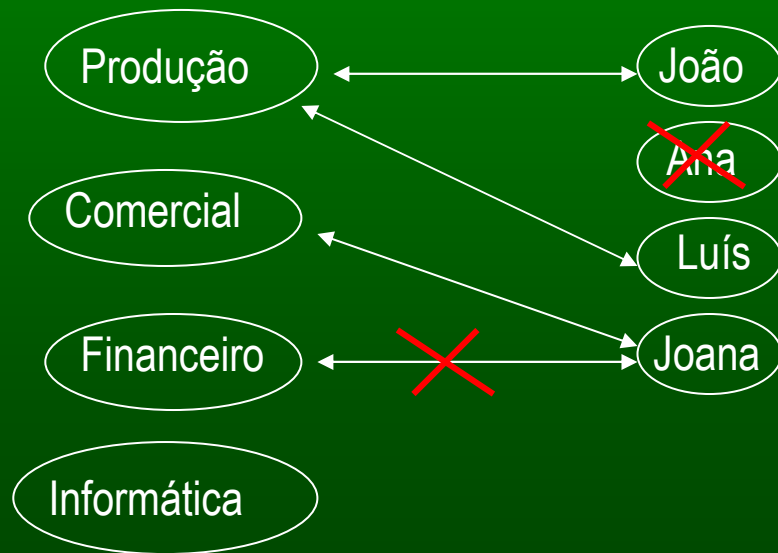 Produção
João
Ana
Comercial
Luís
Financeiro
Joana
Informática